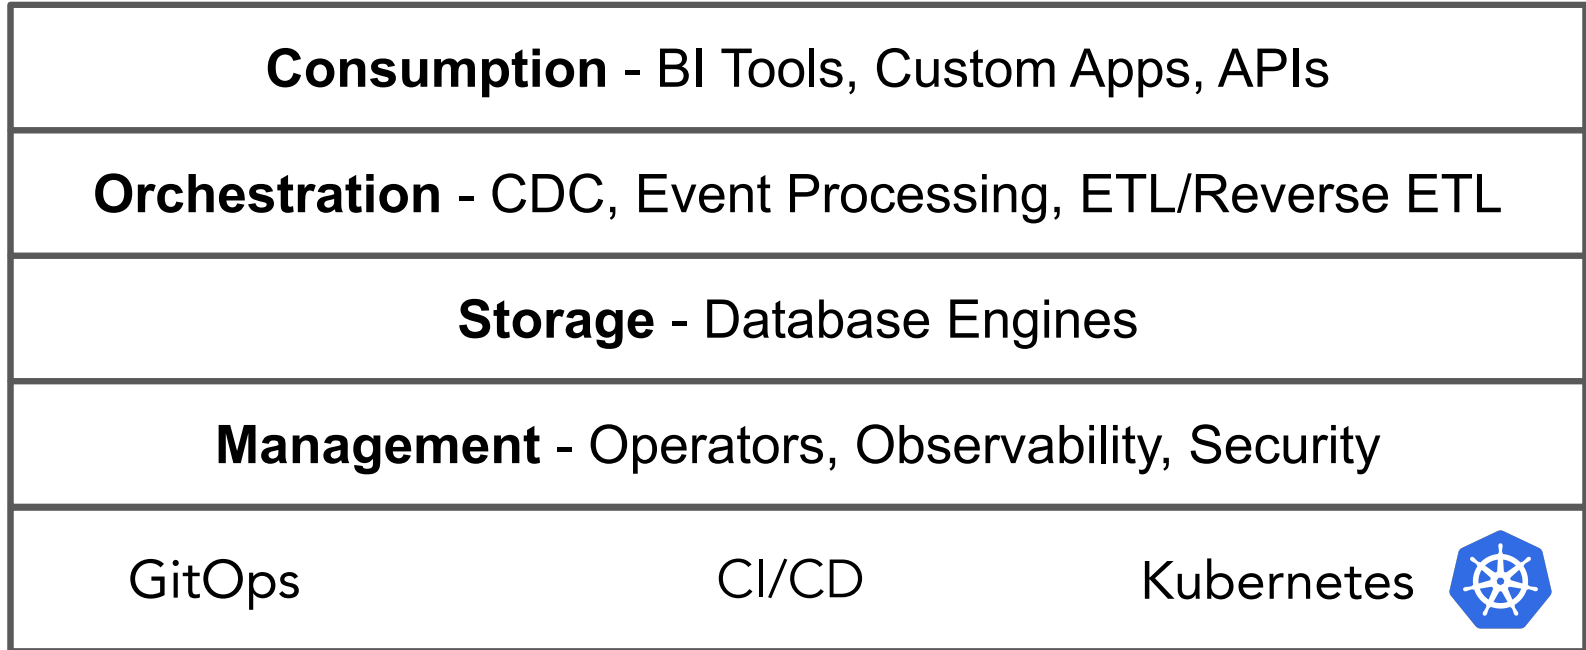 Consumption - BI Tools, Custom Apps, APIs
Orchestration - CDC, Event Processing, ETL/Reverse ETL
Storage - Database Engines
Management - Operators, Observability, Security
GitOps CI/CD Kubernetes